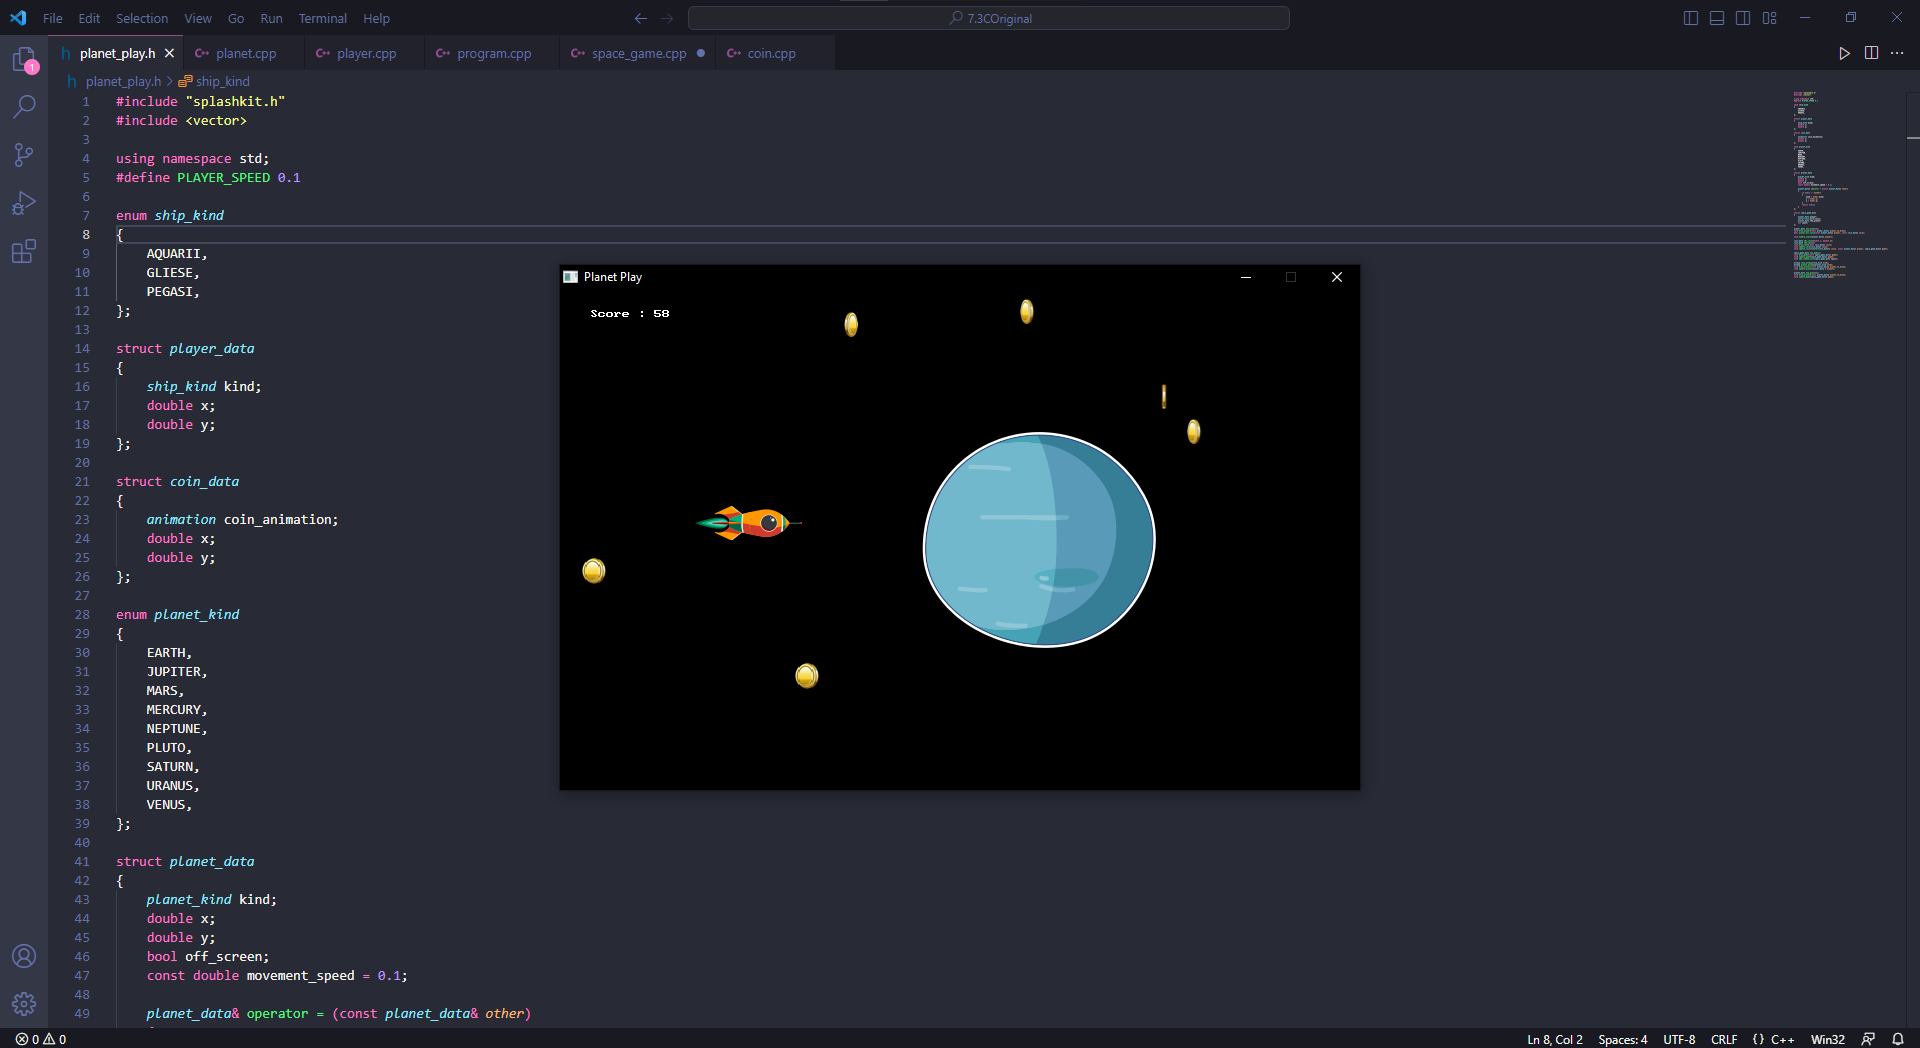 File Edit Selection View Go Run Terminal Help
7.3COriginal
1
planet_play.h
planet.cpp
player.cpp
program.cpp
space_game.cpp
coin.cpp
planet_play.h > ship_kind
1 #include "splashkit.h"
2 #include <vector>
3
4 using namespace std;
5 #define PLAYER_SPEED 0.1
6
7 enum ship_kind
8 {
9 AQUARII,
10 GLIESE,
11 PEGASI,
12 };
13
14 struct player_data
15 {
16 ship_kind kind;
17 double x;
18 double y;
19 };
20
21 struct coin_data
22 {
23 animation coin_animation;
24 double x;
25 double y;
26 };
27
28 enum planet_kind
29 {
30 EARTH,
31 JUPITER,
32 MARS,
33 MERCURY,
34 NEPTUNE,
35 PLUTO,
36 SATURN,
37 URANUS,
38 VENUS,
39 };
40
41 struct planet_data
42 {
43 planet_kind kind;
44 double x;
45 double y;
46 bool off_screen;
47 const double movement_speed = 0.1;
48
49 planet_data& operator = (const planet_data& other)
Planet Play
Score : 58
0 0
Ln 8, Col 2 Spaces: 4 UTF-8 CRLF {} C++ Win32